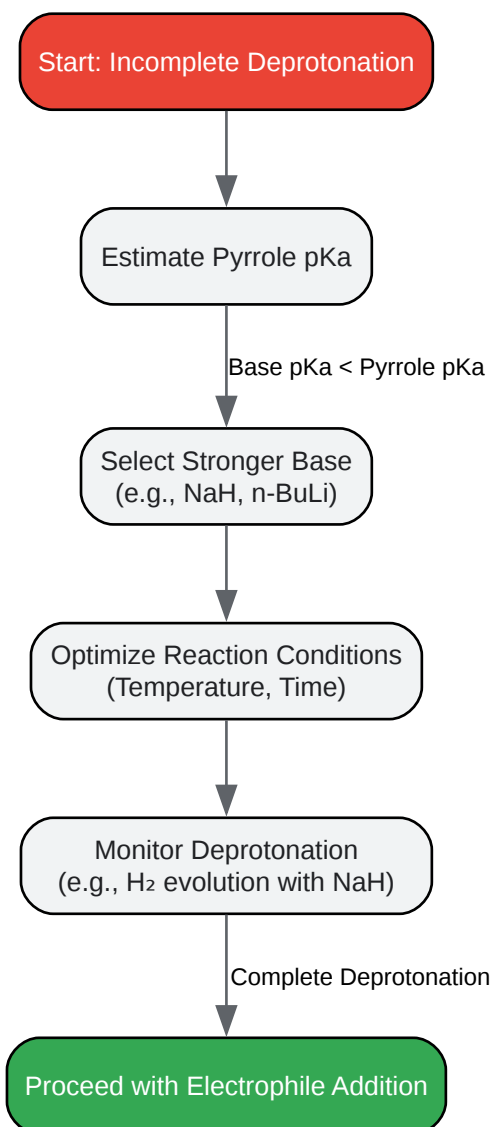 Start: Incomplete Deprotonation
Estimate Pyrrole pKa
Base pKa < Pyrrole pKa
Select Stronger Base
(e.g., NaH, n-BuLi)
Optimize Reaction Conditions
(Temperature, Time)
Monitor Deprotonation
(e.g., H₂ evolution with NaH)
Complete Deprotonation
Proceed with Electrophile Addition